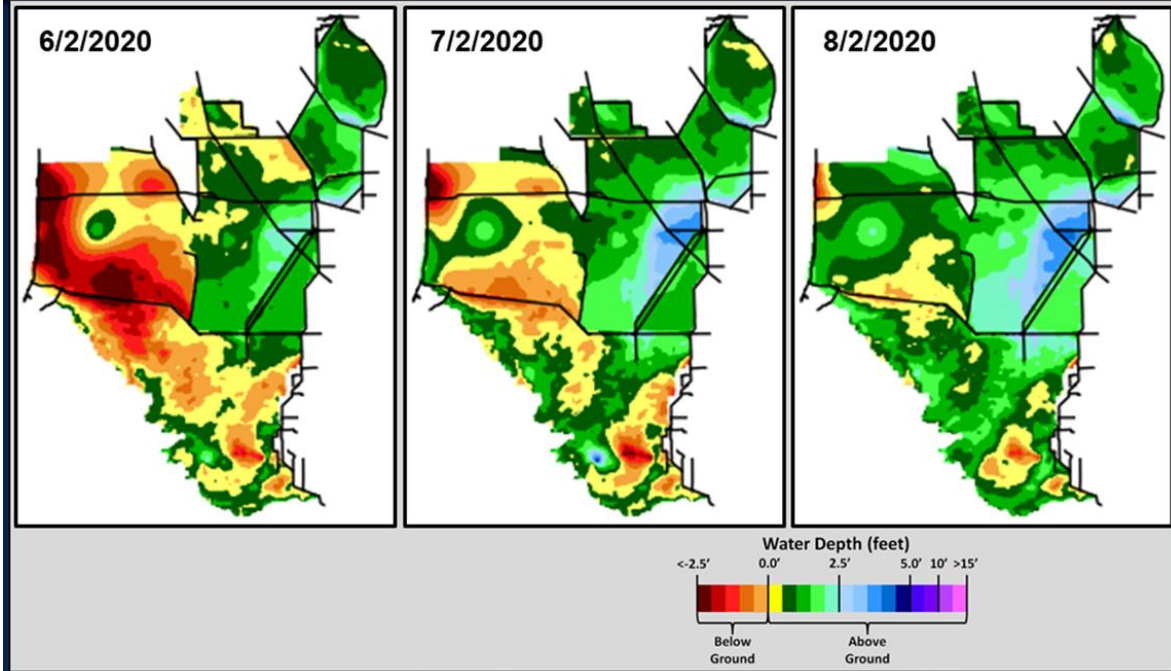 6/2/2020
7/2/2020
8/2/2020
Water Depth (feet)
<-2.5' 0.0' 2.5' 5.0' 10' >15'
Below Ground
Above Ground